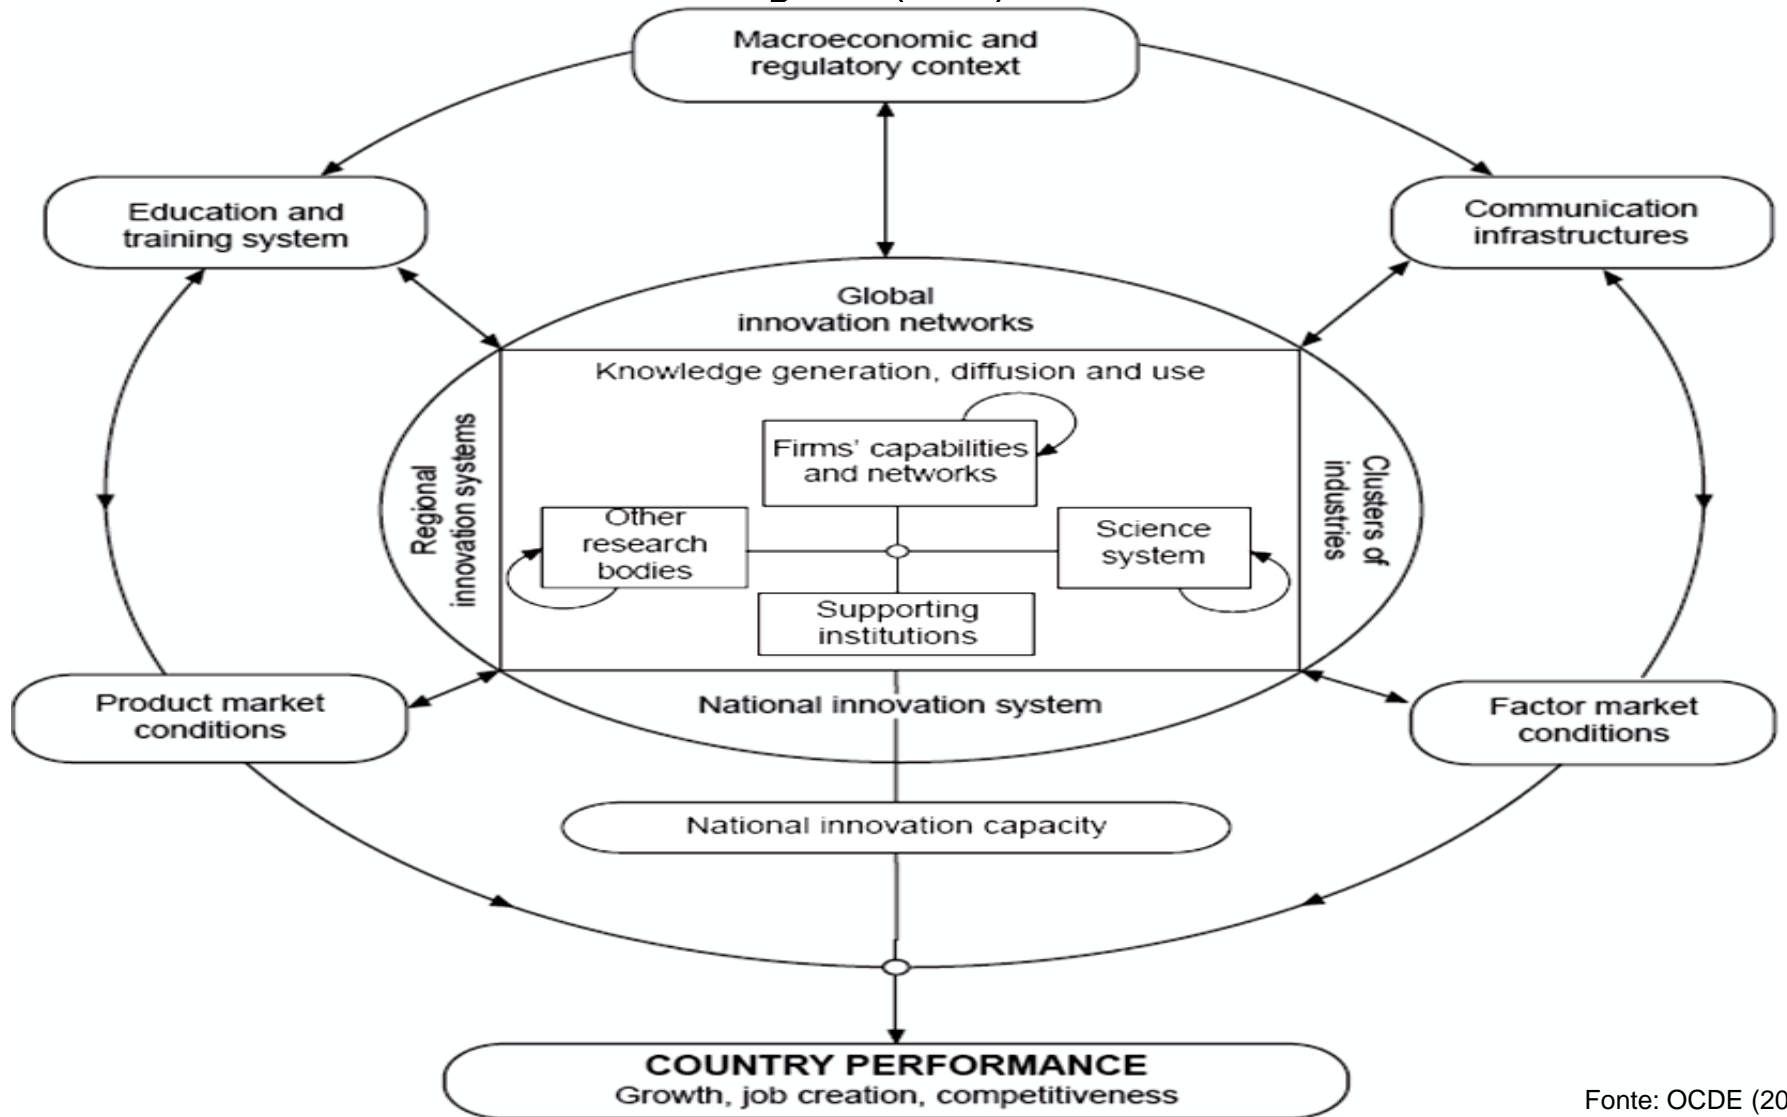 Macroeconomic and
regulatory context
Education and
training system
Communication
infrastructures
Global
innovation networks
Knowledge generation, diffusion and use
Regional
innovation systems
Firms' capabilities
and networks
Clusters of
industries
Other
research
bodies
Science
system
Supporting
institutions
Product market
conditions
National innovation system
Factor market
conditions
National innovation capacity
COUNTRY PERFORMANCE
Growth, job creation, competitiveness
Fonte: OCDE (20